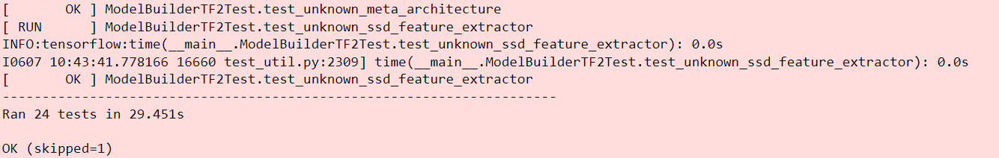 [       OK ] ModelBuilderTF2Test.test_unknown_meta_architecture
[ RUN      ] ModelBuilderTF2Test.test_unknown_ssd_feature_extractor
INFO:tensorflow:time(__main__.ModelBuilderTF2Test.test_unknown_ssd_feature_extractor): 0.0s
I0607 10:43:41.778166 16660 test_util.py:2309] time(__main__.ModelBuilderTF2Test.test_unknown_ssd_feature_extractor): 0.0s
[       OK ] ModelBuilderTF2Test.test_unknown_ssd_feature_extractor
----------------------------------------------------------------------
Ran 24 tests in 29.451s
OK (skipped=1)